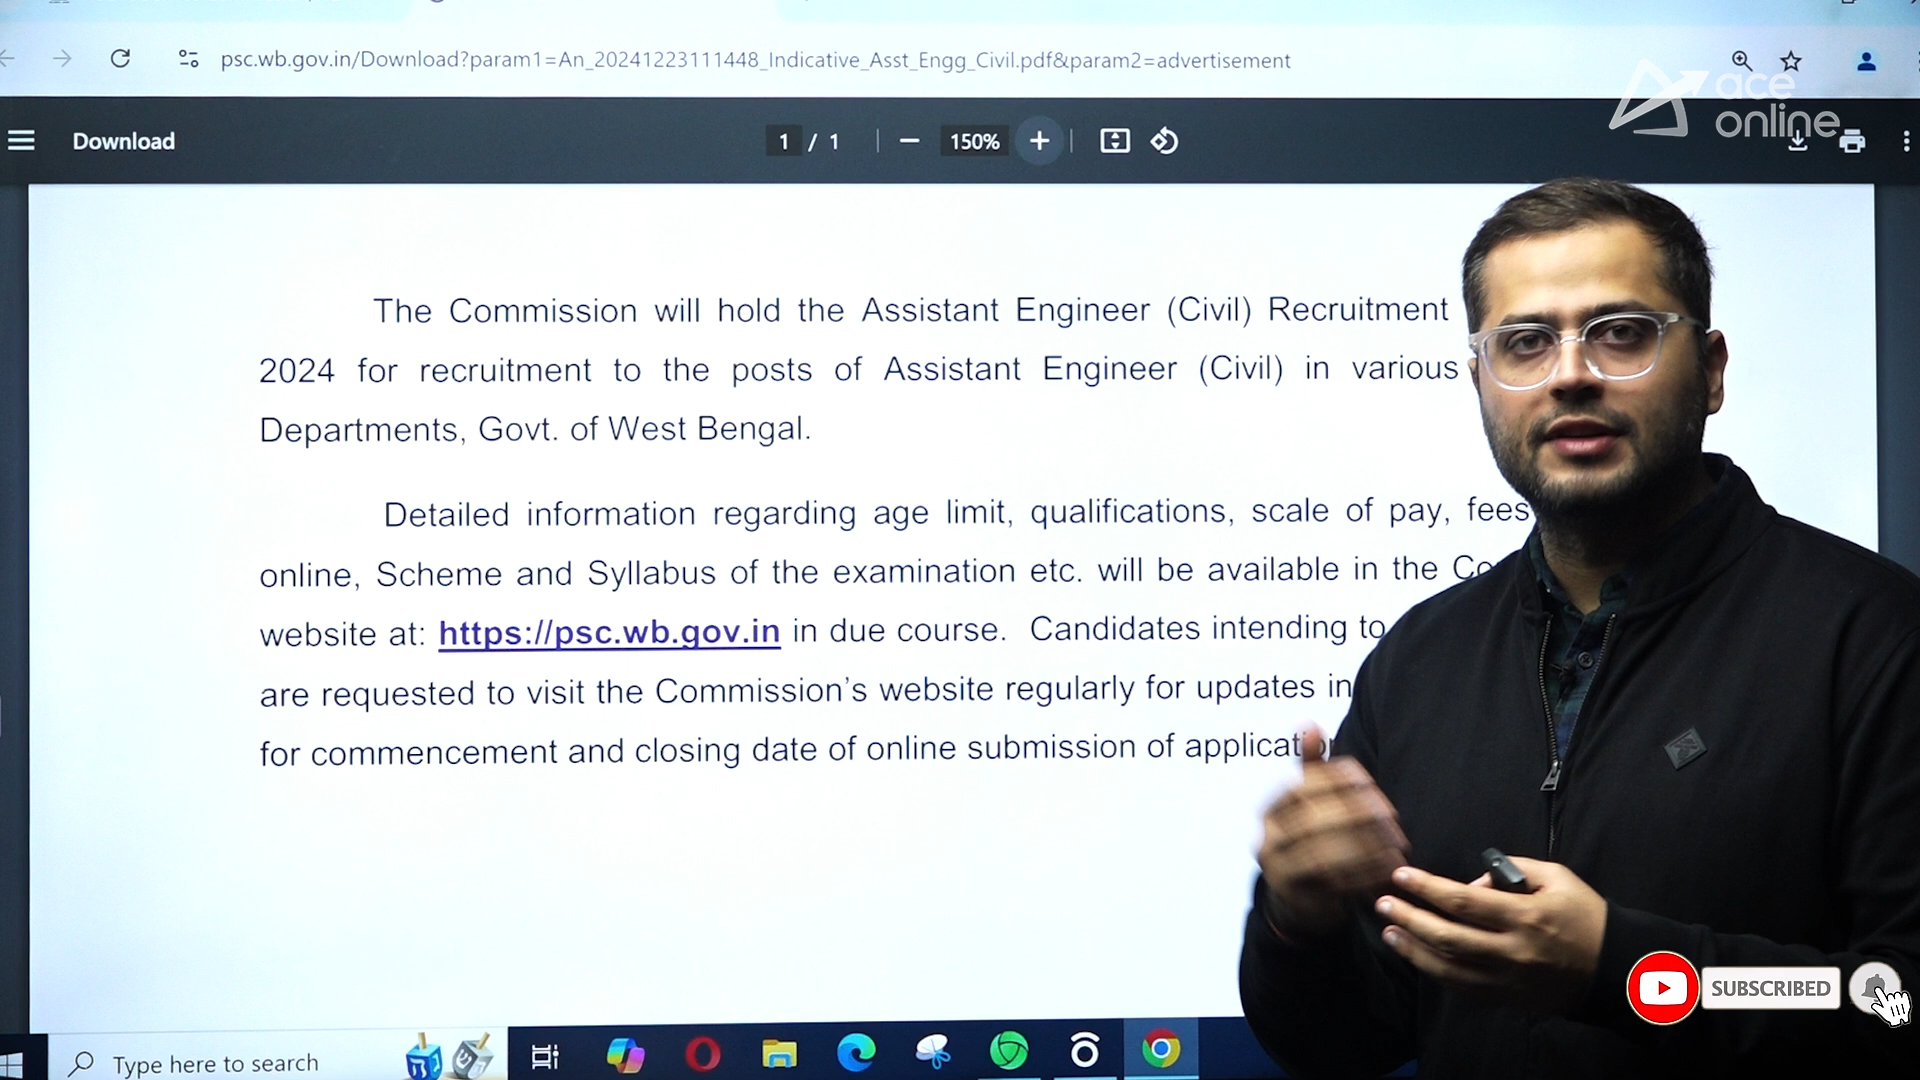 psc.wb.gov.in/Download?param1=An_20241223111448_Indicative_Asst_Engg_Civil.pdf&param2=advertisement
ace
online
Download
1 / 1
150%
The Commission will hold the Assistant Engineer (Civil) Recruitment
2024 for recruitment to the posts of Assistant Engineer (Civil) in various
Departments, Govt. of West Bengal.
Detailed information regarding age limit, qualifications, scale of pay, fees
online, Scheme and Syllabus of the examination etc. will be available in the
website at: https://psc.wb.gov.in in due course. Candidates intending to
are requested to visit the Commission's website regularly for updates in
for commencement and closing date of online submission of
SUBSCRIBED
Type here to search